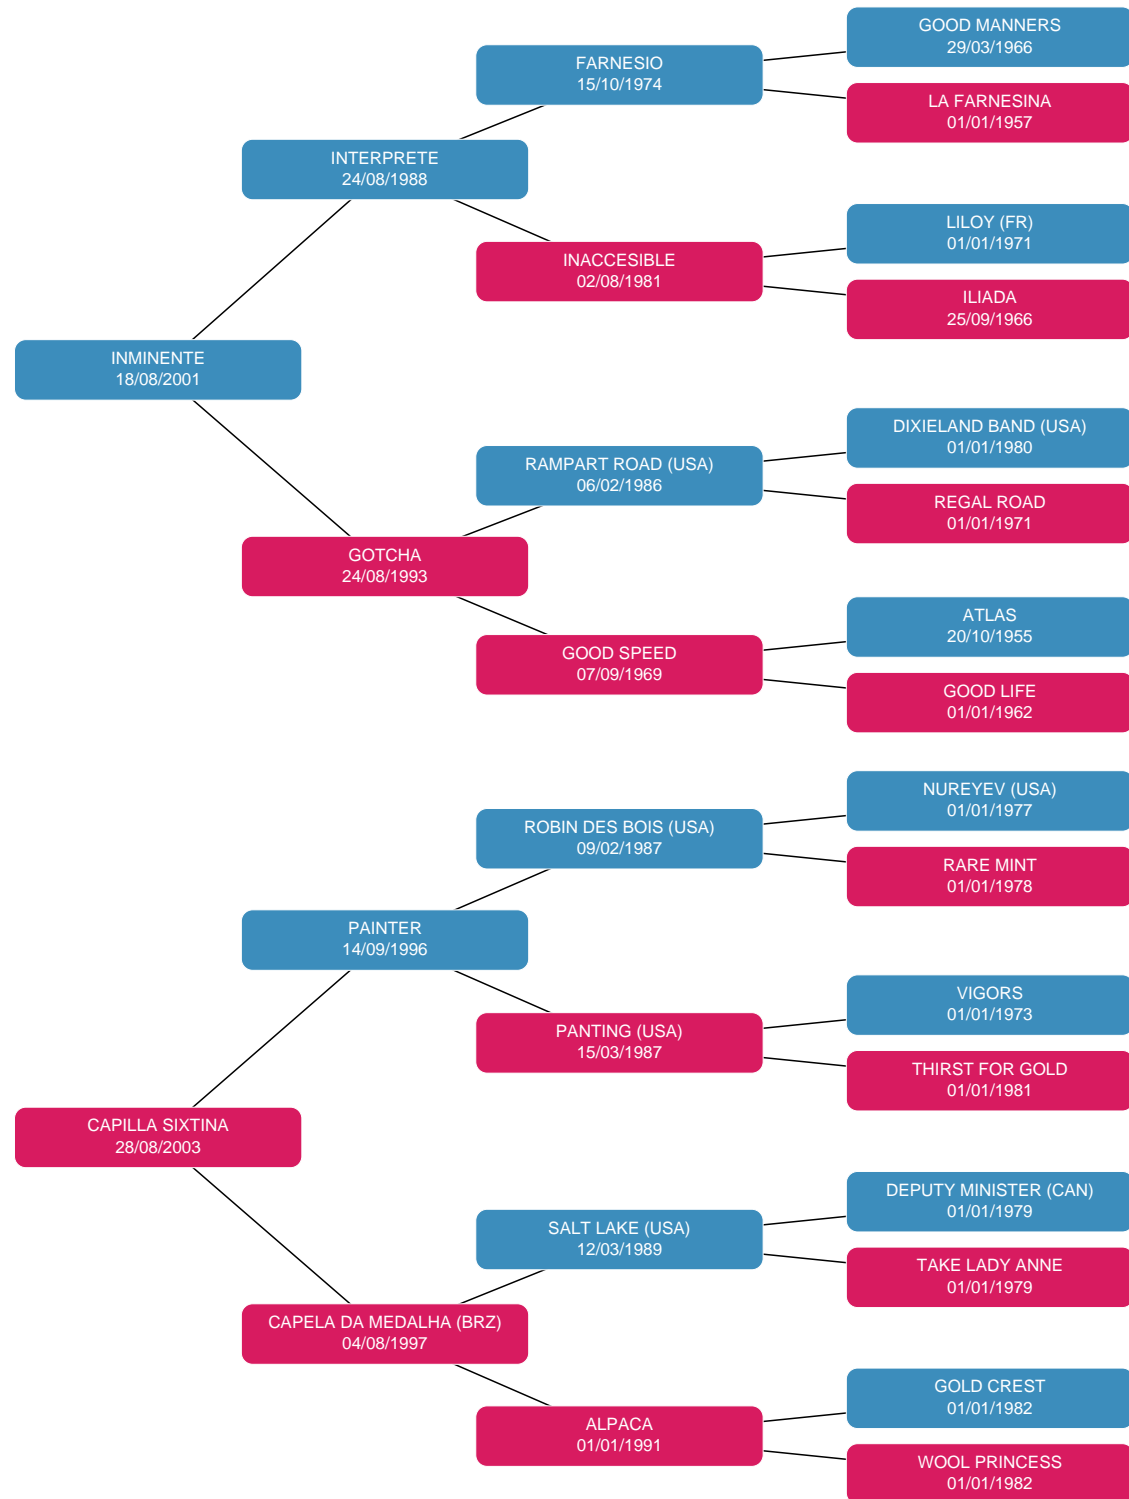 GOOD MANNERS
29/03/1966
FARNESIO
15/10/1974
LA FARNESINA
01/01/1957
INTERPRETE
24/08/1988
LILOY (FR)
01/01/1971
INACCESIBLE
02/08/1981
ILIADA
25/09/1966
INMINENTE
18/08/2001
DIXIELAND BAND (USA)
01/01/1980
RAMPART ROAD (USA)
06/02/1986
REGAL ROAD
01/01/1971
GOTCHA
24/08/1993
ATLAS
20/10/1955
GOOD SPEED
07/09/1969
GOOD LIFE
01/01/1962
NUREYEV (USA)
01/01/1977
ROBIN DES BOIS (USA)
09/02/1987
RARE MINT
01/01/1978
PAINTER
14/09/1996
VIGORS
01/01/1973
PANTING (USA)
15/03/1987
THIRST FOR GOLD
01/01/1981
CAPILLA SIXTINA
28/08/2003
DEPUTY MINISTER (CAN)
01/01/1979
SALT LAKE (USA)
12/03/1989
TAKE LADY ANNE
01/01/1979
CAPELA DA MEDALHA (BRZ)
04/08/1997
GOLD CREST
01/01/1982
ALPACA
01/01/1991
WOOL PRINCESS
01/01/1982